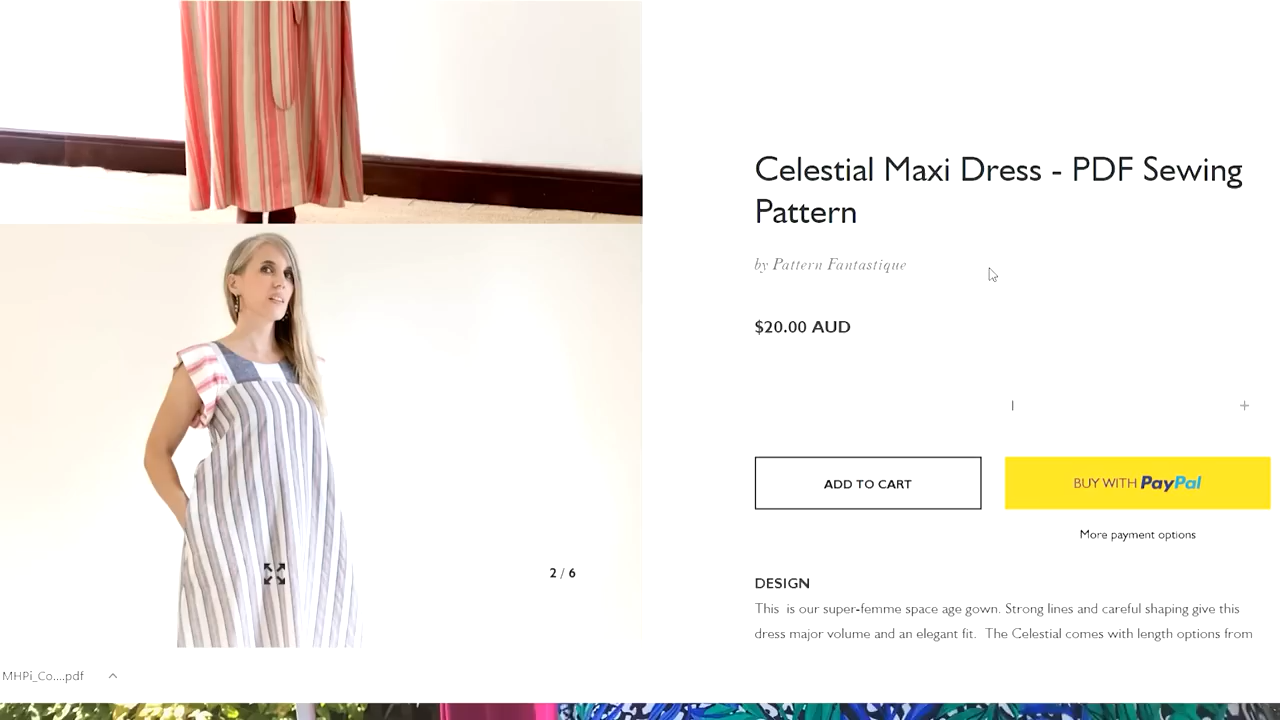 Celestial Maxi Dress - PDF Sewing
Pattern
by Pattern Fantastique
$20.00 AUD
1
+
ADD TO CART
BUY WITH PayPal
More payment options
2 / 6
DESIGN
This is our super-femme space age gown. Strong lines and careful shaping give this
dress major volume and an elegant fit. The Celestial comes with length options from
MHPi_Co....pdf